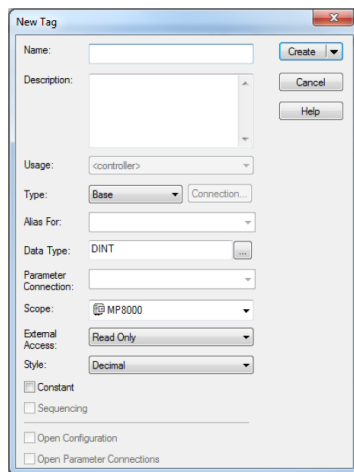 New Tag
Name:
Create
Description:
Cancel
Help
Usage: <controller>
Type: Base Connection...
Alias For:
Data Type: DINT ...
Parameter
Connection:
Scope: MP8000
External
Access: Read Only
Style: Decimal
Constant
Sequencing
Open Configuration
Open Parameter Connections